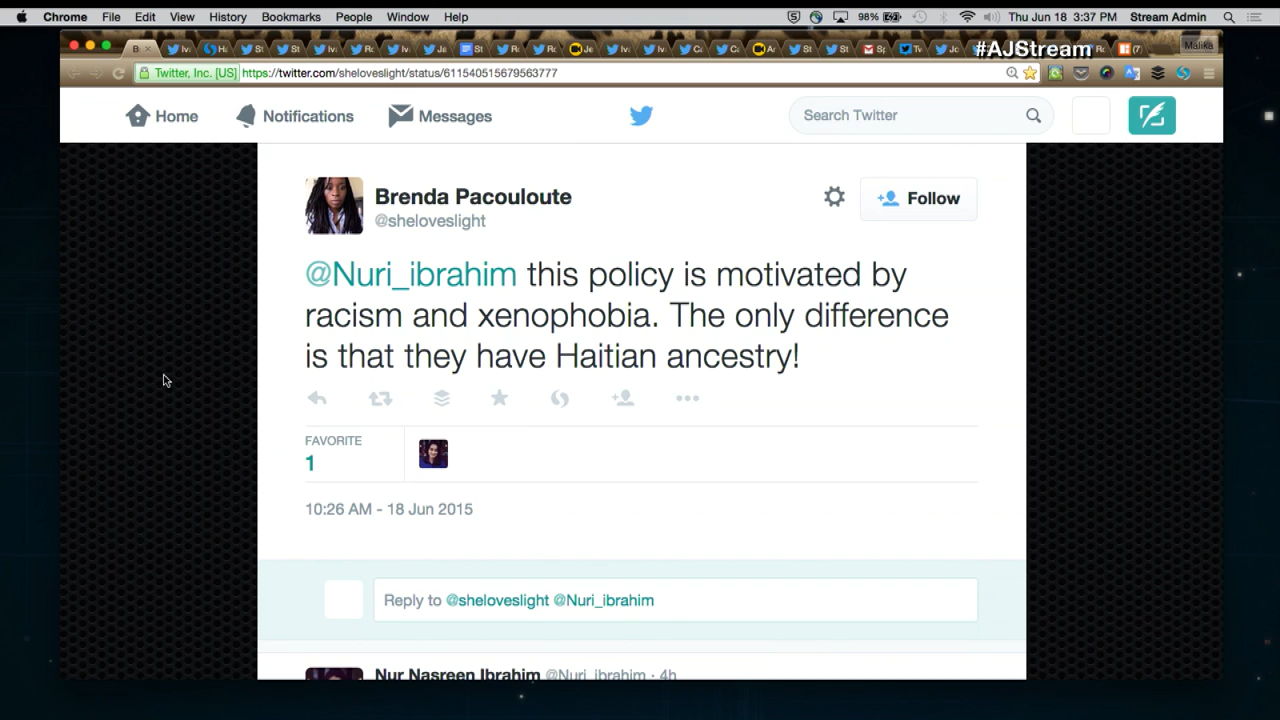 Chrome File Edit View History Bookmarks People Window Help 98% Thu Jun 18 3:37 PM Stream Admin
#AJStream
Malika
Twitter, Inc. [US] https://twitter.com/sheloveslight/status/611540515679563777
Home Notifications Messages Search Twitter
Brenda Pacouloute
@sheloveslight
Follow
@Nuri_ibrahim this policy is motivated by
racism and xenophobia. The only difference
is that they have Haitian ancestry!
FAVORITE
1
10:26 AM - 18 Jun 2015
Reply to @sheloveslight @Nuri_ibrahim
Nur Nasreen Ibrahim @Nuri_ibrahim · 4h